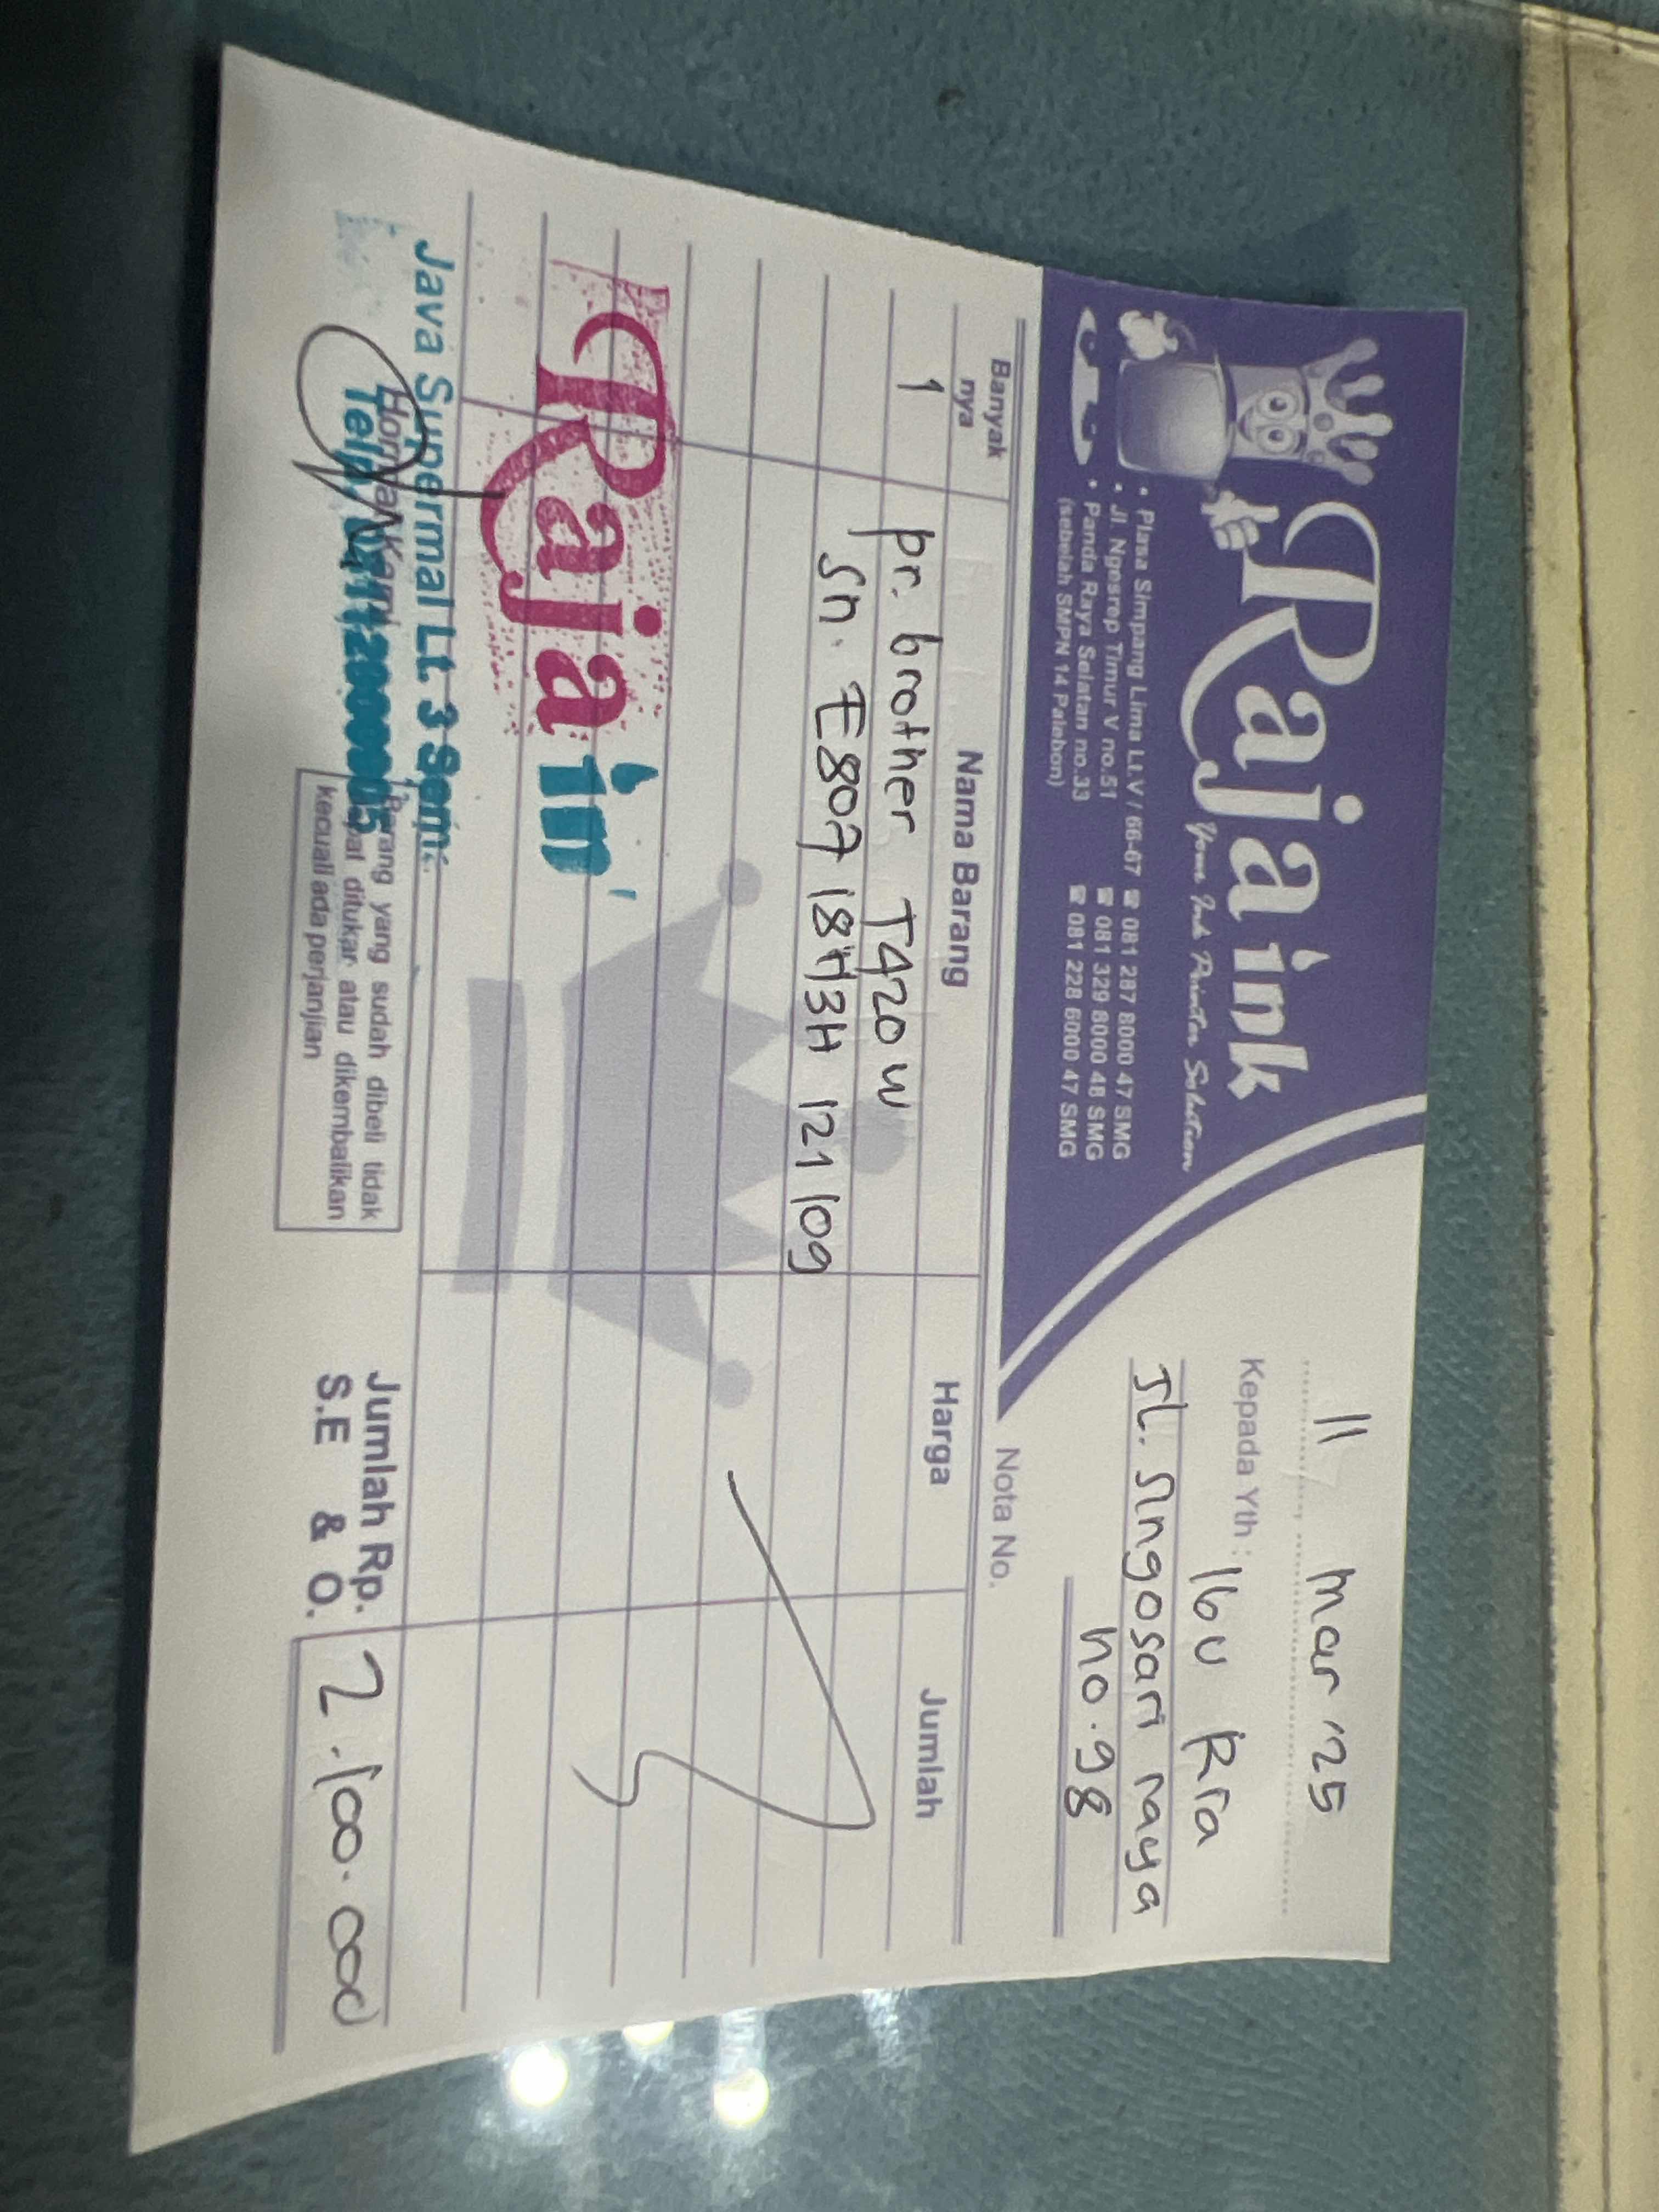 Raja ink
Your Ink Printer Solution
• Plasa Simpang Lima Lt.V / 66-67 ☎ 081 287 8000 47 SMG
• Jl. Ngesrep Timur V no.51 ☎ 081 329 8000 48 SMG
• Panda Raya Selatan no.33 ☎ 081 228 6000 47 SMG
(sebelah SMPN 14 Palebon)
11 Mar '25
Kepada Yth : Ibu Ria
Jl. Singosari raya
no.98
Nota No.
Banyak nya Nama Barang Harga Jumlah
1 pr. brother T420 W
Sn. E80718H3H 121109
Raja in
Java Supermal Lt 3 Sem
Hormat Kami
Telp.
Barang yang sudah dibeli tidak
dapat ditukar atau dikembalikan
kecuali ada perjanjian
Jumlah Rp. 2.100.000
S.E & O.